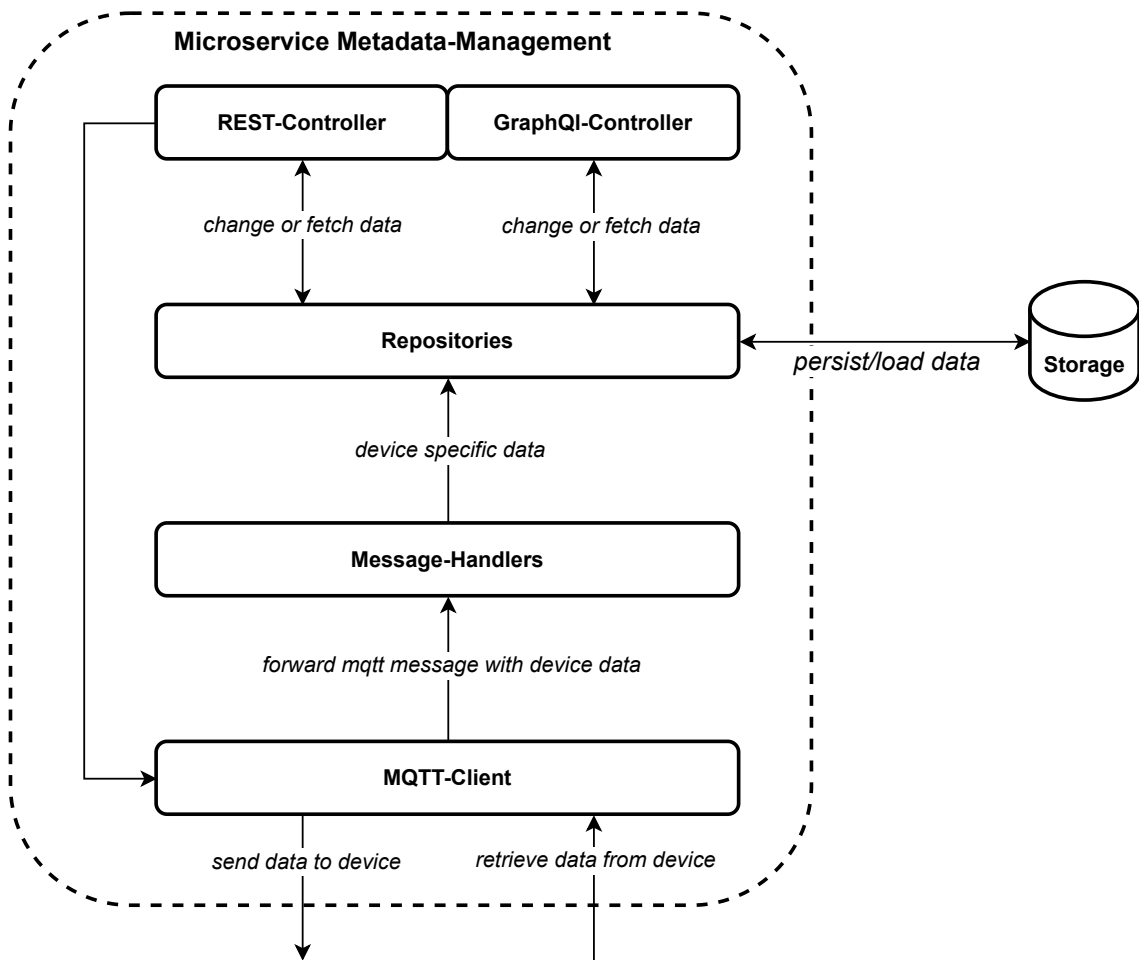 Microservice Metadata-Management
REST-Controller
GraphQl-Controller
change or fetch data
change or fetch data
Repositories
persist/load data
Storage
device specific data
Message-Handlers
forward mqtt message with device data
MQTT-Client
send data to device
retrieve data from device